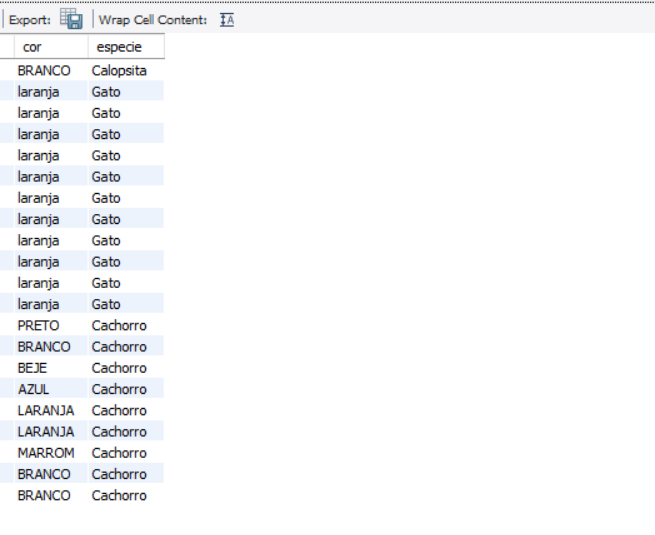 Export: Wrap Cell Content: IA
cor especie
BRANCO Calopsita
laranja Gato
laranja Gato
laranja Gato
laranja Gato
laranja Gato
laranja Gato
laranja Gato
laranja Gato
laranja Gato
laranja Gato
laranja Gato
PRETO Cachorro
BRANCO Cachorro
BEJE Cachorro
AZUL Cachorro
LARANJA Cachorro
LARANJA Cachorro
MARROM Cachorro
BRANCO Cachorro
BRANCO Cachorro